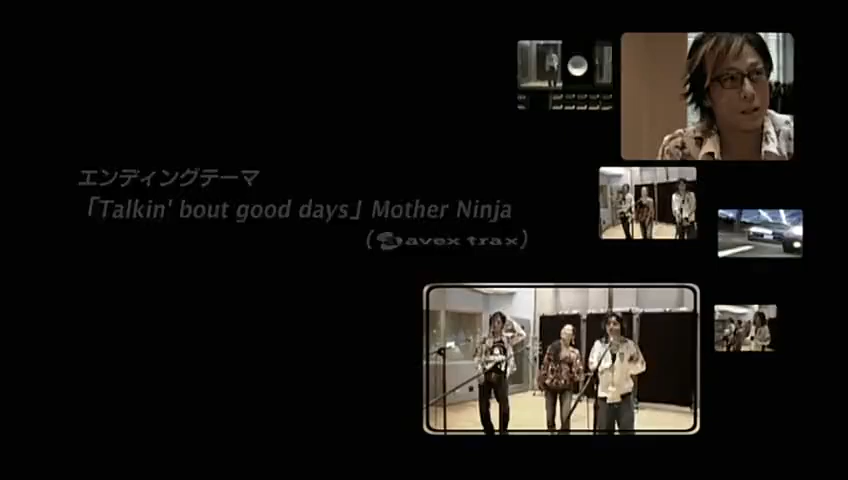 エンディングテーマ
「Talkin' bout good days」 Mother Ninja
(avex trax)